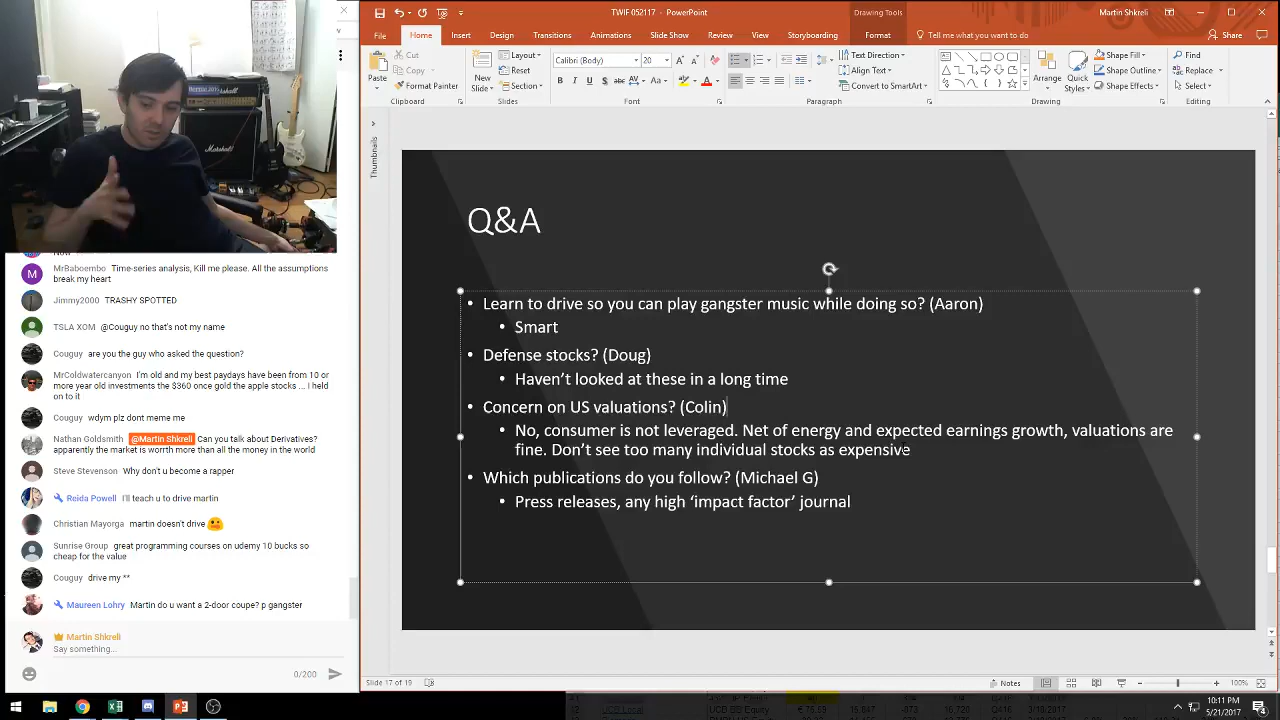 TWIF 052117 - PowerPoint
Drawing Tools
Martin Shkreli
File
Home
Insert
Design
Transitions
Animations
Slide Show
Review
View
Storyboarding
Format
Tell me what you want to do...
Share
Paste
Cut
Copy
Format Painter
Clipboard
New
Slide
Layout
Reset
Section
Slides
Calibri (Body)
20
Font
Text Direction
Align Text
Convert to SmartArt
Paragraph
Arrange
Quick
Styles
Shape Fill
Shape Outline
Shape Effects
Drawing
Find
Replace
Select
Editing
Thumbnails
Marshall
Marshall
MrBaboembo Time-series analysis, Kill me please. All the assumptions
break my heart
Jimmy2000 TRASHY SPOTTED
TSLA XOM @Couguy no that's not my name
Couguy are you the guy who asked the question?
MrColdwatercanyon I'm old and my best paydays have been from 10 or
more year old investments the $360 once gold the apple stocks ... I held
on to
Couguy wdym plz dont meme me
Nathan Goldsmith @Martin Shkreli Can you talk about Derivatives?
apparently the market is worrth more than all the money in the world
Steve Stevenson Why don't u become a rapper
Reida Powell I'll teach u to drive martin
Christian Mayorga martin doesn't drive
Sunrise Group great programming courses on udemy 10 bucks so
cheap for the value
Couguy drive my **
Maureen Lohry Martin do u want a 2-door coupe? p gangster
Martin Shkreli
Say something...
0/200
Q&A
• Learn to drive so you can play gangster music while doing so? (Aaron)
• Smart
• Defense stocks? (Doug)
• Haven't looked at these in a long time
• Concern on US valuations? (Colin)
• No, consumer is not leveraged. Net of energy and expected earnings growth, valuations are
fine. Don't see too many individual stocks as expensive
• Which publications do you follow? (Michael G)
• Press releases, any high 'impact factor' journal
Slide 17 of 19
Notes
100%
10:11 PM
5/21/2017